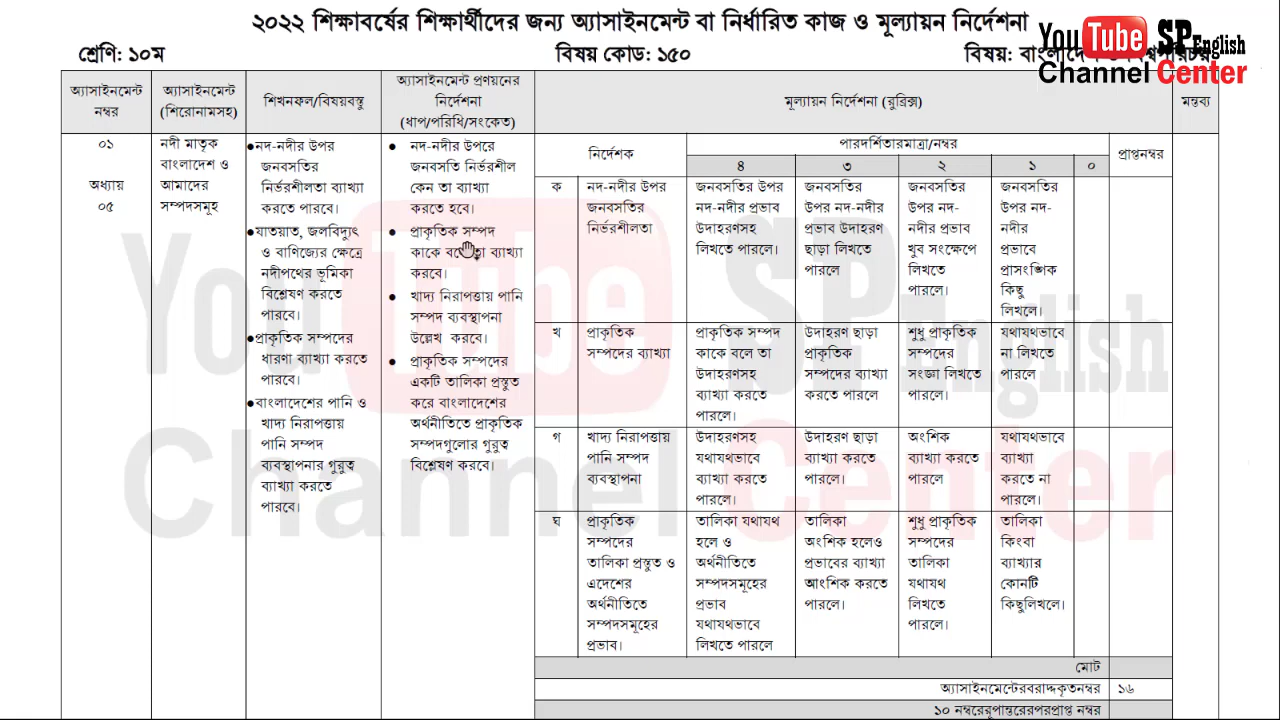 ২০২২ শিক্ষাবর্ষের শিক্ষার্থীদের জন্য অ্যাসাইনমেন্ট বা নির্ধারিত কাজ ও মূল্যায়ন নির্দেশনা
You Tube SP English
Channel Center
শ্রেণি: ১০ম
বিষয় কোড: ১৫০
বিষয়: বাংলাদেশ
অ্যাসাইনমেন্ট
নম্বর
অ্যাসাইনমেন্ট
(শিরোনামসহ)
শিখনফল/বিষয়বস্তু
অ্যাসাইনমেন্ট প্রণয়নের
নির্দেশনা
(ধাপ/পরিধি/সংকেত)
মূল্যায়ন নির্দেশনা (রুব্রিক্স)
মন্তব্য
০১
অধ্যায়
০৫
নদী মাতৃক
বাংলাদেশ ও
আমাদের
সম্পদসমূহ
●নদ-নদীর উপর
জনবসতির
নির্ভরশীলতা ব্যাখ্যা
করতে পারবে।
●যাতয়াত, জলবিদ্যুৎ
ও বাণিজ্যের ক্ষেত্রে
নদীপথের ভূমিকা
বিশ্লেষণ করতে
পারবে।
●প্রাকৃতিক সম্পদের
ধারণা ব্যাখ্যা করতে
পারবে।
●বাংলাদেশের পানি ও
খাদ্য নিরাপত্তায়
পানি সম্পদ
ব্যবস্থাপনার গুরুত্ব
ব্যাখ্যা করতে
পারবে।
● নদ-নদীর উপরে
জনবসতি নির্ভরশীল
কেন তা ব্যাখ্যা
করতে হবে।
● প্রাকৃতিক সম্পদ
কাকে বলে তা ব্যাখ্যা
করবে।
● খাদ্য নিরাপত্তায় পানি
সম্পদ ব্যবস্থাপনা
উল্লেখ করবে।
● প্রাকৃতিক সম্পদের
একটি তালিকা প্রস্তুত
করে বাংলাদেশের
অর্থনীতিতে প্রাকৃতিক
সম্পদগুলোর গুরুত্ব
বিশ্লেষণ করবে।
নির্দেশক
পারদর্শিতারমাত্রা/নম্বর
প্রাপ্তনম্বর
৪ ৩ ২ ১ ০
ক
নদ-নদীর উপর
জনবসতির
নির্ভরশীলতা
জনবসতির উপর
নদ-নদীর প্রভাব
উদাহরণসহ
লিখতে পারলে।
জনবসতির
উপর নদ-নদীর
প্রভাব উদাহরণ
ছাড়া লিখতে
পারলে
জনবসতির
উপর নদ-
নদীর প্রভাব
খুব সংক্ষেপে
লিখতে
পারলে।
জনবসতির
উপর নদ-
নদীর
প্রভাবে
প্রাসংঙ্গিক
কিছু
লিখলে।
খ
প্রাকৃতিক
সম্পদের ব্যাখ্যা
প্রাকৃতিক সম্পদ
কাকে বলে তা
উদাহরণসহ
ব্যাখ্যা করতে
পারলে।
উদাহরণ ছাড়া
প্রাকৃতিক
সম্পদের ব্যাখ্যা
করতে পারলে
শুধু প্রাকৃতিক
সম্পদের
সংজ্ঞা লিখতে
পারলে।
যথাযথভাবে
না লিখতে
পারলে
গ
খাদ্য নিরাপত্তায়
পানি সম্পদ
ব্যবস্থাপনা
উদাহরণসহ
যথাযথভাবে
ব্যাখ্যা করতে
পারলে।
উদাহরণ ছাড়া
ব্যাখ্যা করতে
পারলে।
অংশিক
ব্যাখ্যা করতে
পারলে
যথাযথভাবে
ব্যাখ্যা
করতে না
পারলে।
ঘ
প্রাকৃতিক
সম্পদের
তালিকা প্রস্তুত ও
এদেশের
অর্থনীতিতে
সম্পদসমূহের
প্রভাব।
তালিকা যথাযথ
হলে ও
অর্থনীতিতে
সম্পদসমূহের
প্রভাব
যথাযথভাবে
লিখতে পারলে
তালিকা
অংশিক হলেও
প্রভাবের ব্যাখ্যা
আংশিক করতে
পারলে।
শুধু প্রাকৃতিক
সম্পদের
তালিকা
যথাযথ
লিখতে
পারলে।
তালিকা
কিংবা
ব্যাখ্যার
কোনটি
কিছুলিখলে।
মোট
অ্যাসাইনমেন্টেরবরাদ্দকৃতনম্বর ১৬
১০ নম্বরেরূপান্তরেরপরপ্রাপ্ত নম্বর
You Tube SP English
Channel Center